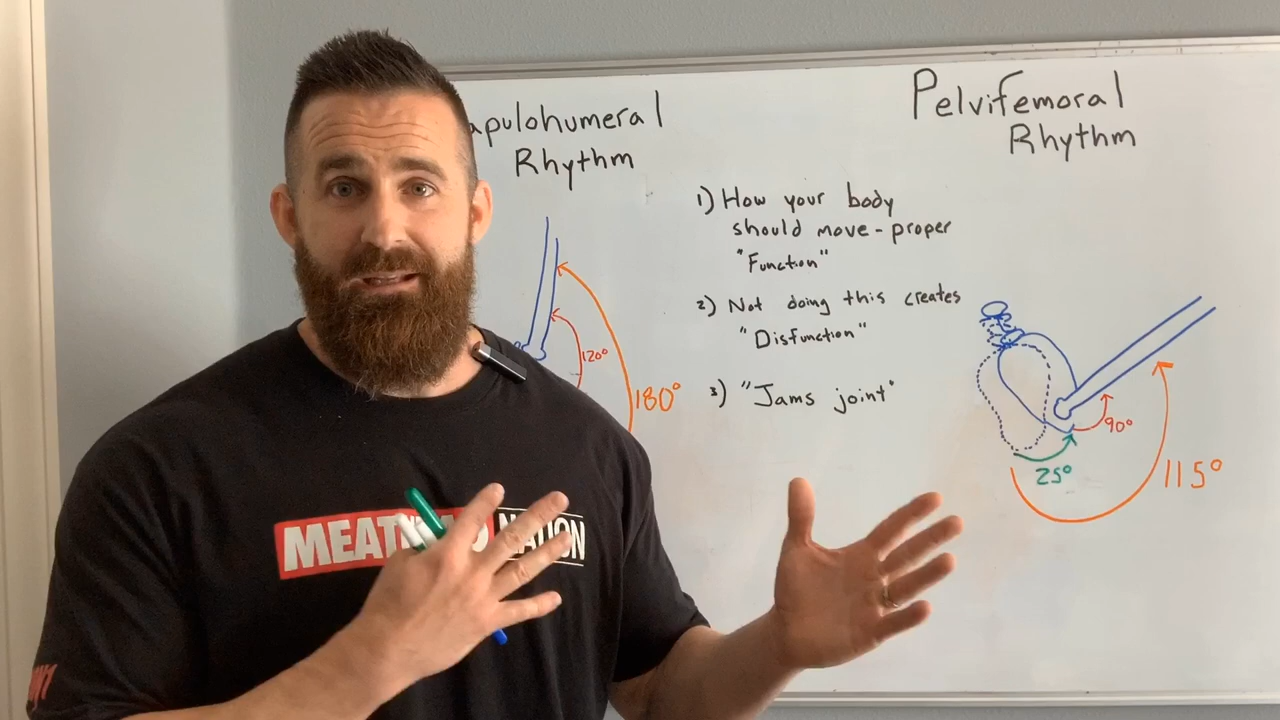 apulohumeral
Rhythm
120°
180°
1) How your body
should move - proper
"Function"
2) Not doing this creates
"Disfunction"
3) "Jams joint"
Pelvifemoral
Rhythm
90°
25°
115°
MEAT
NATION